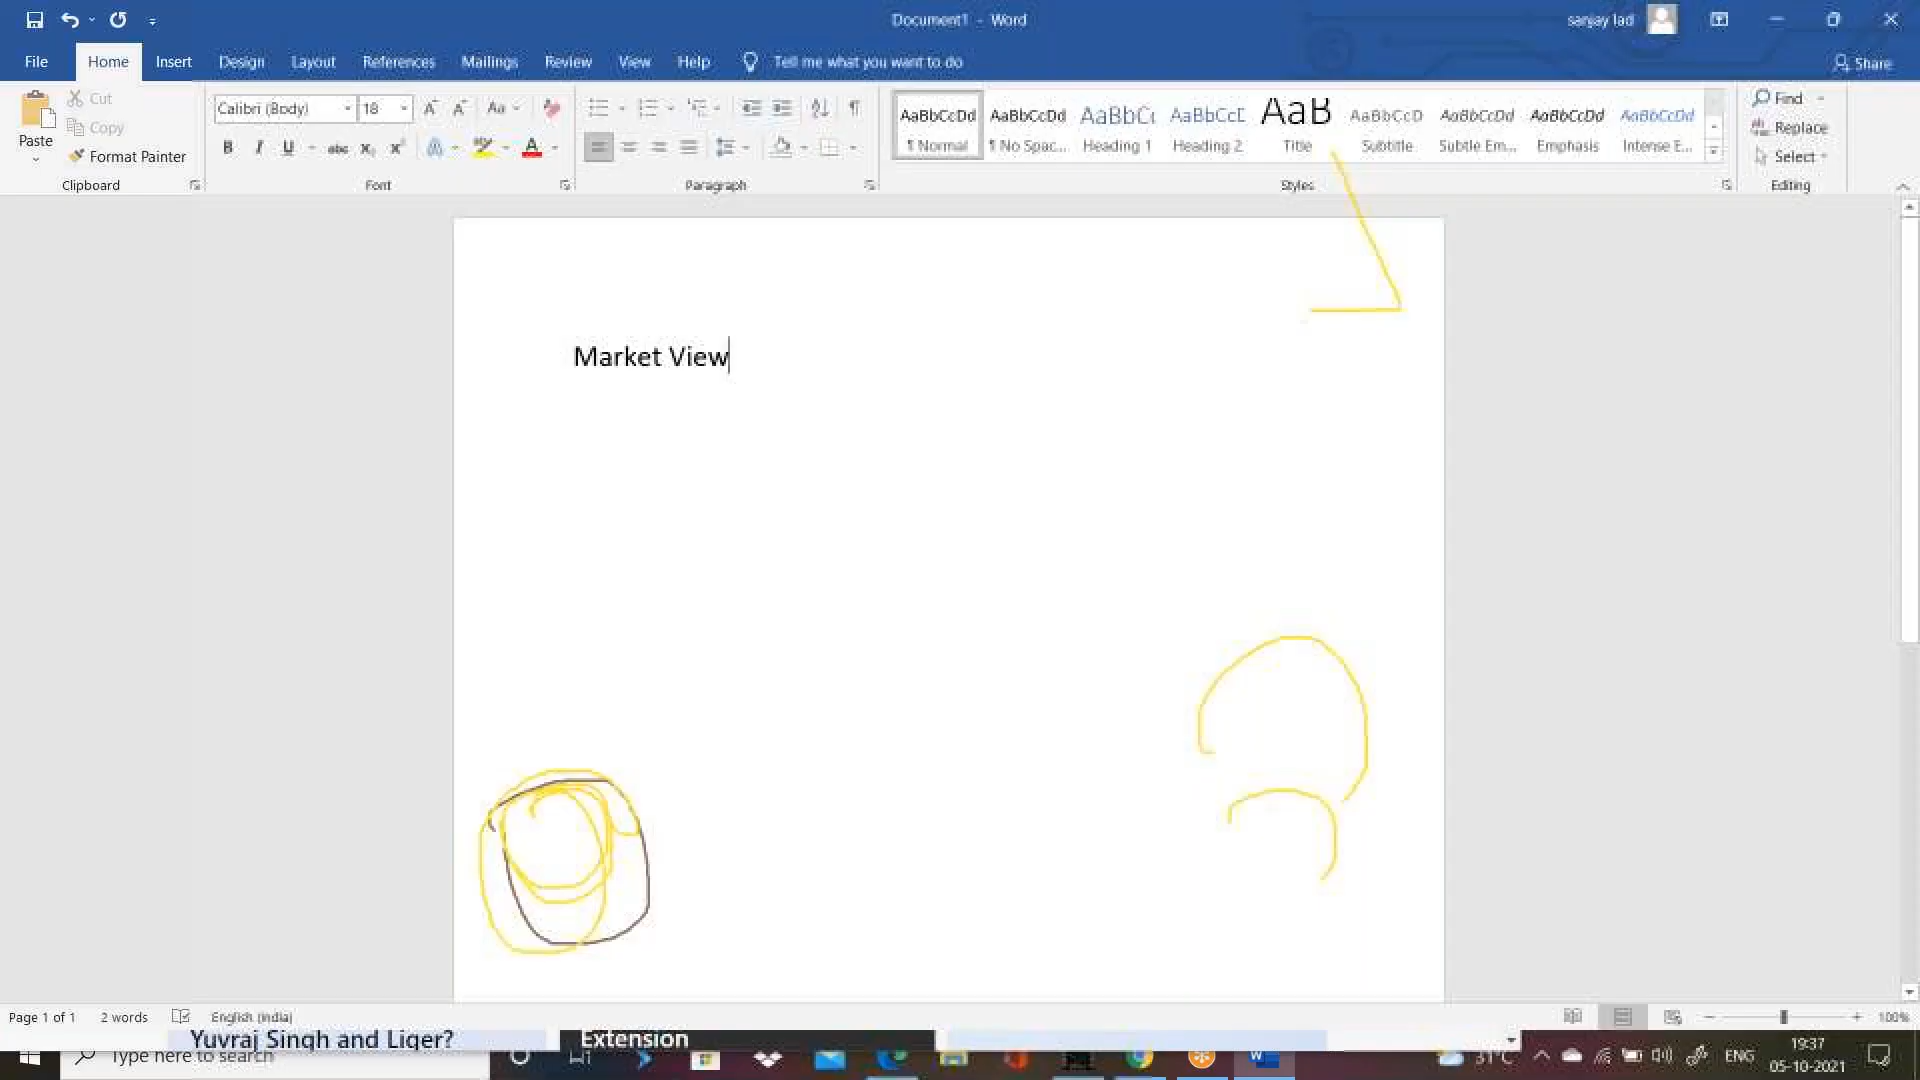 Document1 - Word
sanjay lad
File Home Insert Design Layout References Mailings Review View Help Tell me what you want to do Share
Paste
Cut
Copy
Format Painter
Clipboard
Calibri (Body) 18
Font
Paragraph
AaBbCcDd AaBbCcDd AaBbCc AaBbCcE AaB AaBbCcD AaBbCcDd AaBbCcDd AaBbCcDd
¶ Normal ¶ No Spac... Heading 1 Heading 2 Title Subtitle Subtle Em... Emphasis Intense E...
Styles
Find
Replace
Select
Editing
Market View
Page 1 of 1 2 words English (India) 100%
Yuvraj Singh and Liger? Extension
Type here to search
31°C ENG
19:37
05-10-2021